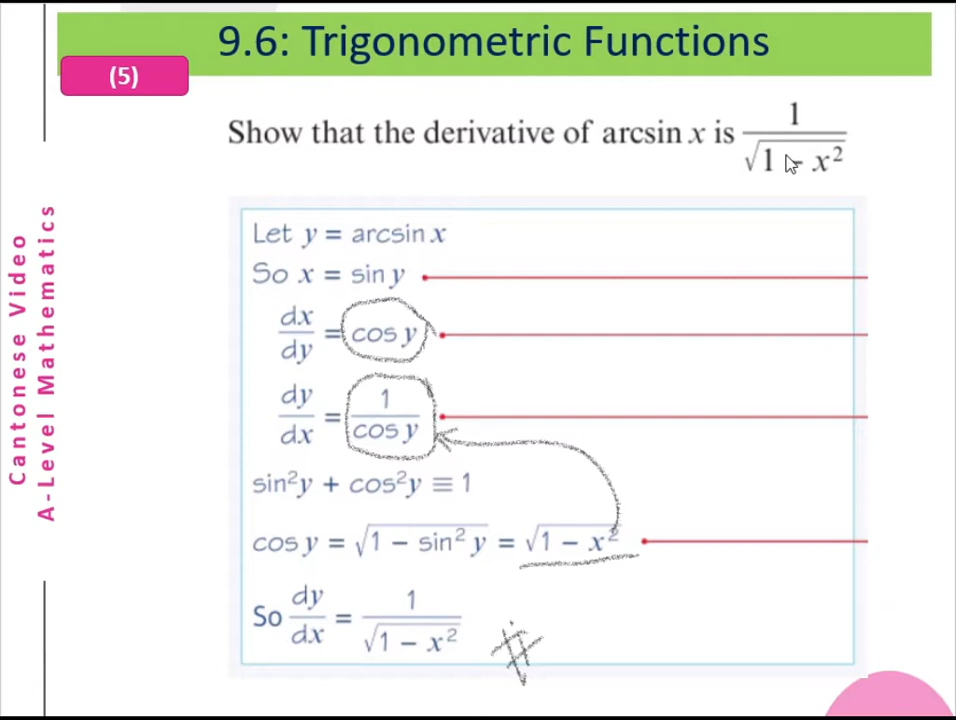 9.6: Trigonometric Functions
(5)
Cantonese Video
A-Level Mathematics
Show that the derivative of arcsin x is 1/√(1 − x²)
Let y = arcsin x
So x = sin y
dx/dy = cos y
dy/dx = 1/cos y
sin²y + cos²y ≡ 1
cos y = √(1 − sin² y) = √(1 − x²)
So dy/dx = 1/√(1 − x²)
#